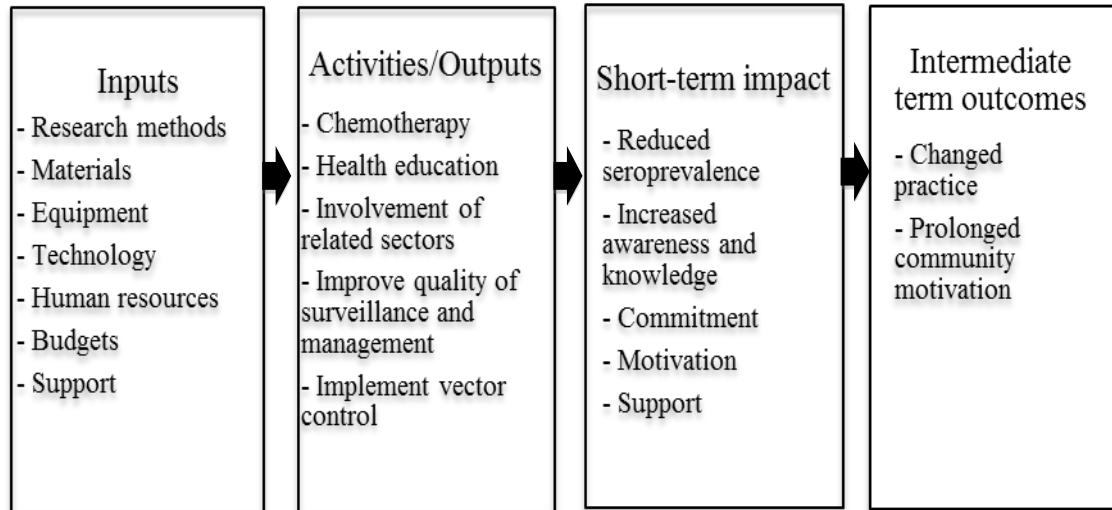 Inputs
- Research methods
- Materials
- Equipment
- Technology
- Human resources
- Budgets
- Support
Activities/Outputs
- Chemotherapy
- Health education
- Involvement of
related sectors
- Improve quality of
surveillance and
management
- Implement vector
control
Short-term impact
- Reduced
seroprevalence
- Increased
awareness and
knowledge
- Commitment
- Motivation
- Support
Intermediate
term outcomes
- Changed
practice
- Prolonged
community
motivation